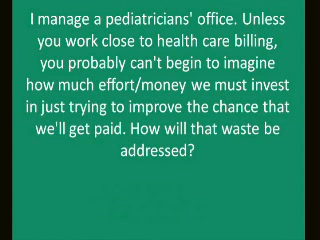 I manage a pediatricians' office. Unless
you work close to health care billing,
you probably can't begin to imagine
how much effort/money we must invest
in just trying to improve the chance that
we'll get paid. How will that waste be
addressed?